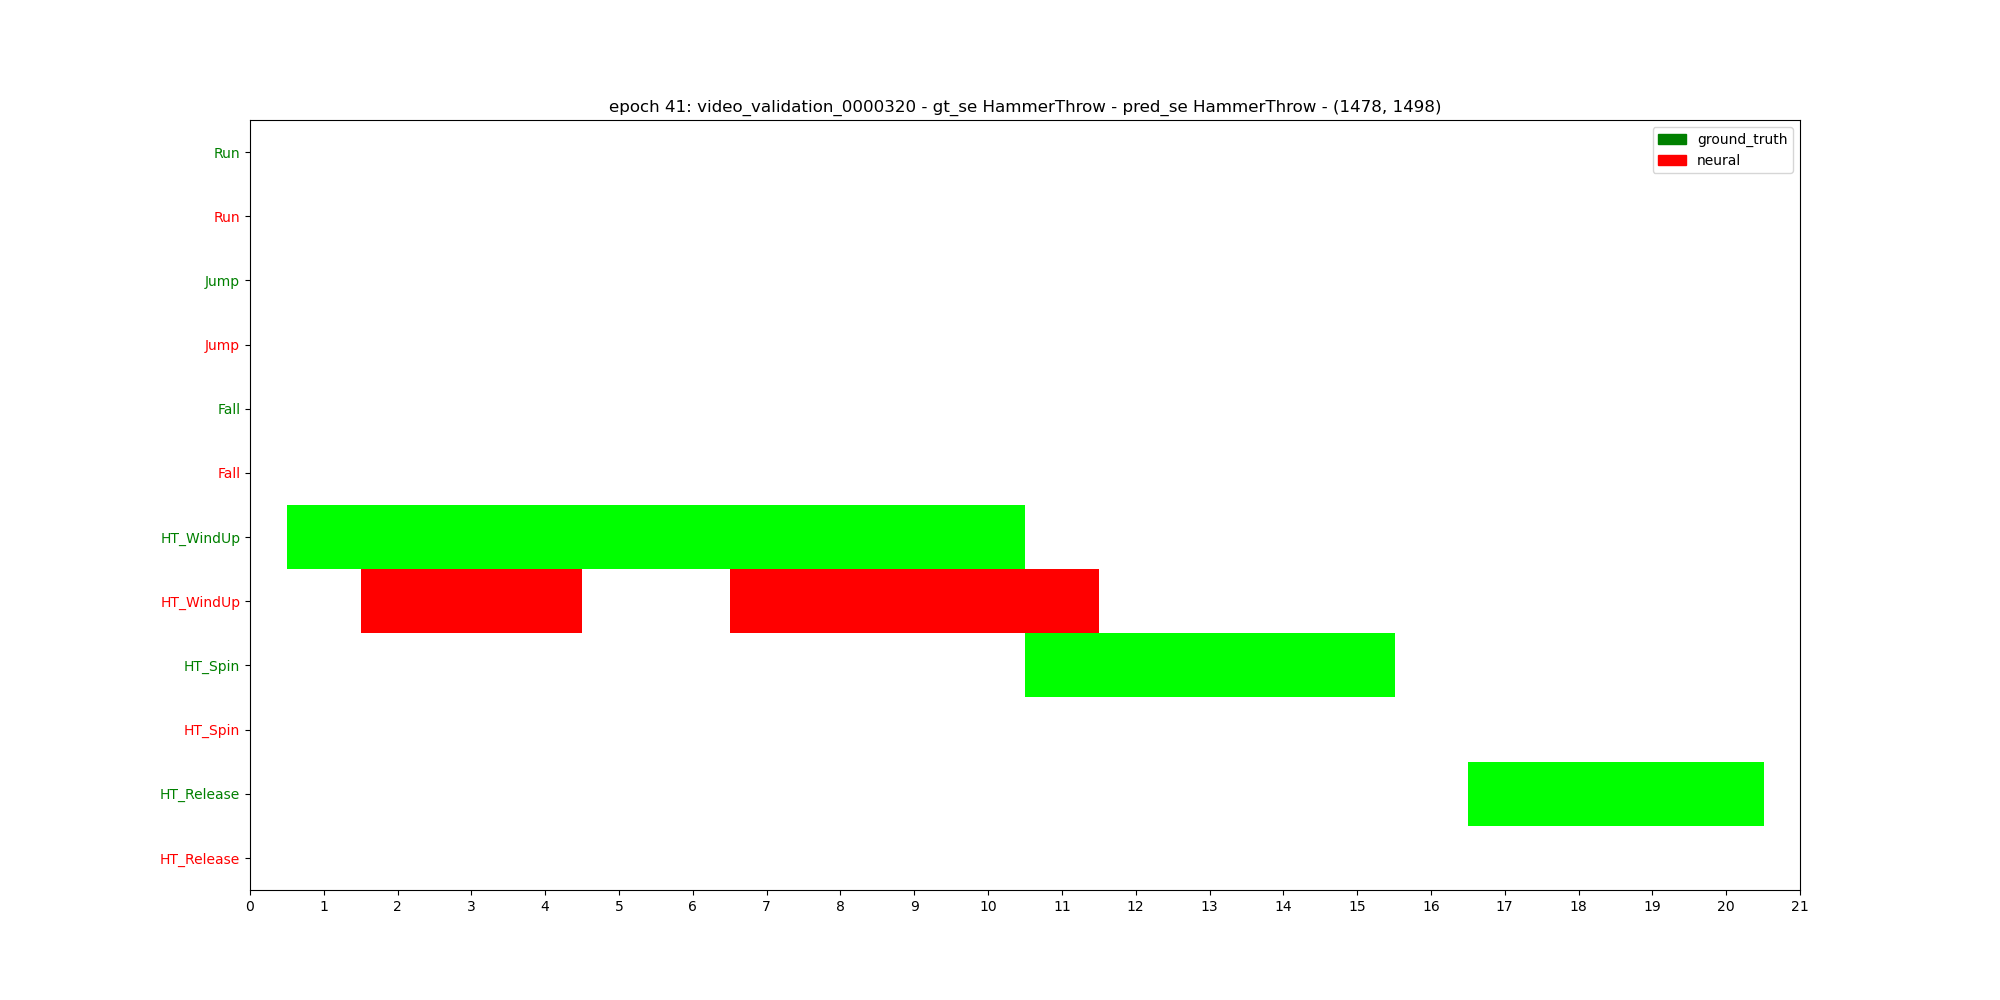 epoch 41: video_validation_0000320 - gt_se HammerThrow - pred_se HammerThrow - (1478, 1498)
ground_truth
neural
Run
Run
Jump
Jump
Fall
Fall
HT_WindUp
HT_WindUp
HT_Spin
HT_Spin
HT_Release
HT_Release
0 1 2 3 4 5 6 7 8 9 10 11 12 13 14 15 16 17 18 19 20 21